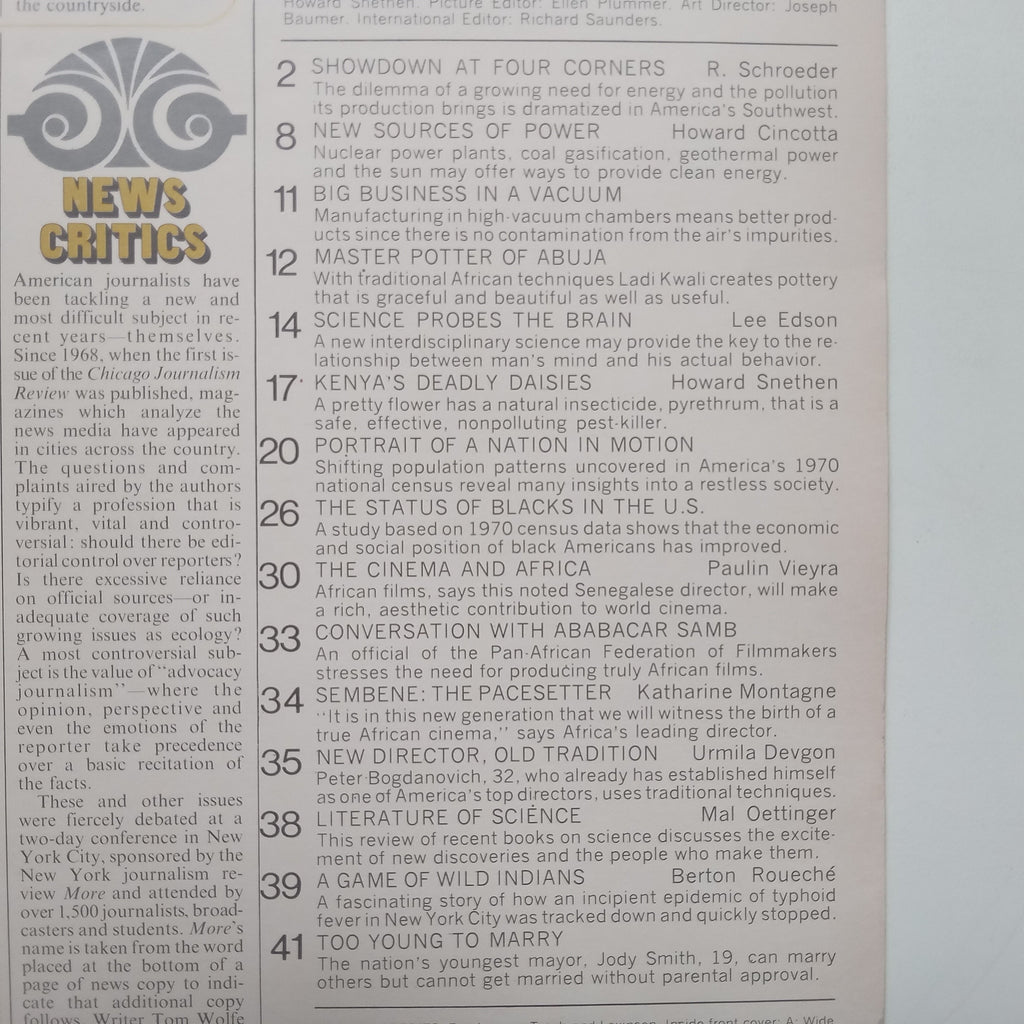 the countryside.
NEWS
CRITICS
American journalists have
been tackling a new and
most difficult subject in re-
cent years—themselves.
Since 1968, when the first is-
sue of the Chicago Journalism
Review was published, mag-
azines which analyze the
news media have appeared
in cities across the country.
The questions and com-
plaints aired by the authors
typify a profession that is
vibrant, vital and contro-
versial: should there be edi-
torial control over reporters?
Is there excessive reliance
on official sources—or in-
adequate coverage of such
growing issues as ecology?
A most controversial sub-
ject is the value of "advocacy
journalism"—where the
opinion, perspective and
even the emotions of the
reporter take precedence
over a basic recitation of
the facts.
These and other issues
were fiercely debated at a
two-day conference in New
York City, sponsored by the
New York journalism re-
view More and attended by
over 1,500 journalists, broad-
casters and students. More's
name is taken from the word
placed at the bottom of a
page of news copy to indi-
cate that additional copy
follows. Writer Tom Wolfe
Howard Snethen. Picture Editor: Ellen Plummer. Art Director: Joseph
Baumer. International Editor: Richard Saunders.
2 SHOWDOWN AT FOUR CORNERS R. Schroeder
The dilemma of a growing need for energy and the pollution
its production brings is dramatized in America's Southwest.
8 NEW SOURCES OF POWER Howard Cincotta
Nuclear power plants, coal gasification, geothermal power
and the sun may offer ways to provide clean energy.
11 BIG BUSINESS IN A VACUUM
Manufacturing in high-vacuum chambers means better prod-
ucts since there is no contamination from the air's impurities.
12 MASTER POTTER OF ABUJA
With traditional African techniques Ladi Kwali creates pottery
that is graceful and beautiful as well as useful.
14 SCIENCE PROBES THE BRAIN Lee Edson
A new interdisciplinary science may provide the key to the re-
lationship between man's mind and his actual behavior.
17 KENYA'S DEADLY DAISIES Howard Snethen
A pretty flower has a natural insecticide, pyrethrum, that is a
safe, effective, nonpolluting pest-killer.
20 PORTRAIT OF A NATION IN MOTION
Shifting population patterns uncovered in America's 1970
national census reveal many insights into a restless society.
26 THE STATUS OF BLACKS IN THE U.S.
A study based on 1970 census data shows that the economic
and social position of black Americans has improved.
30 THE CINEMA AND AFRICA Paulin Vieyra
African films, says this noted Senegalese director, will make
a rich, aesthetic contribution to world cinema.
33 CONVERSATION WITH ABABACAR SAMB
An official of the Pan-African Federation of Filmmakers
stresses the need for producing truly African films.
34 SEMBENE: THE PACESETTER Katharine Montagne
"It is in this new generation that we will witness the birth of a
true African cinema," says Africa's leading director.
35 NEW DIRECTOR, OLD TRADITION Urmila Devgon
Peter Bogdanovich, 32, who already has established himself
as one of America's top directors, uses traditional techniques.
38 LITERATURE OF SCIENCE Mal Oettinger
This review of recent books on science discusses the excite-
ment of new discoveries and the people who make them.
39 A GAME OF WILD INDIANS Berton Roueché
A fascinating story of how an incipient epidemic of typhoid
fever in New York City was tracked down and quickly stopped.
41 TOO YOUNG TO MARRY
The nation's youngest mayor, Jody Smith, 19, can marry
others but cannot get married without parental approval.
Inside front cover: A: Wide